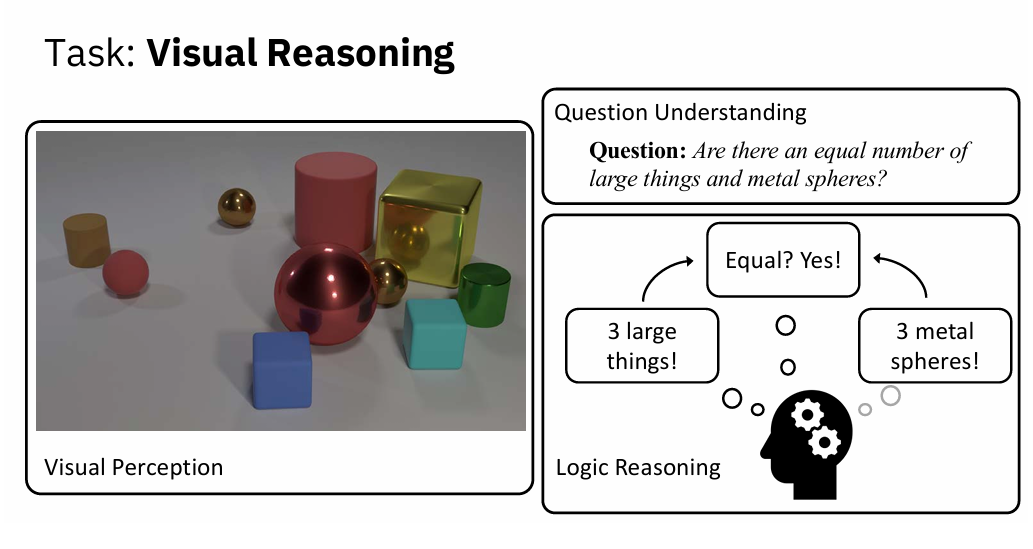 Task: Visual Reasoning
Visual Perception
Question Understanding
Question: Are there an equal number of
large things and metal spheres?
Equal? Yes!
3 large
things!
3 metal
spheres!
Logic Reasoning